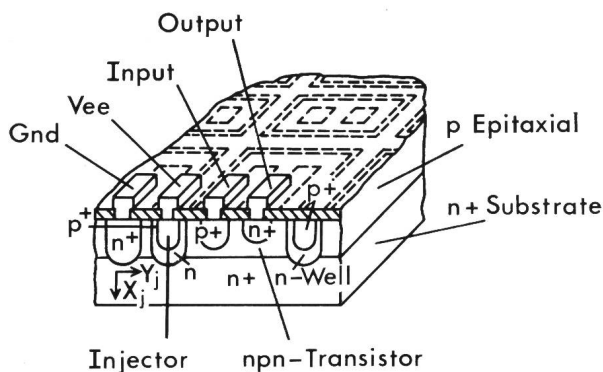 Output
Input
Vee
Gnd
p Epitaxial
n+ Substrate
p+
p+
n+
p+
n+
n
n+
n-Well
Yj
Xj
Injector
npn-Transistor